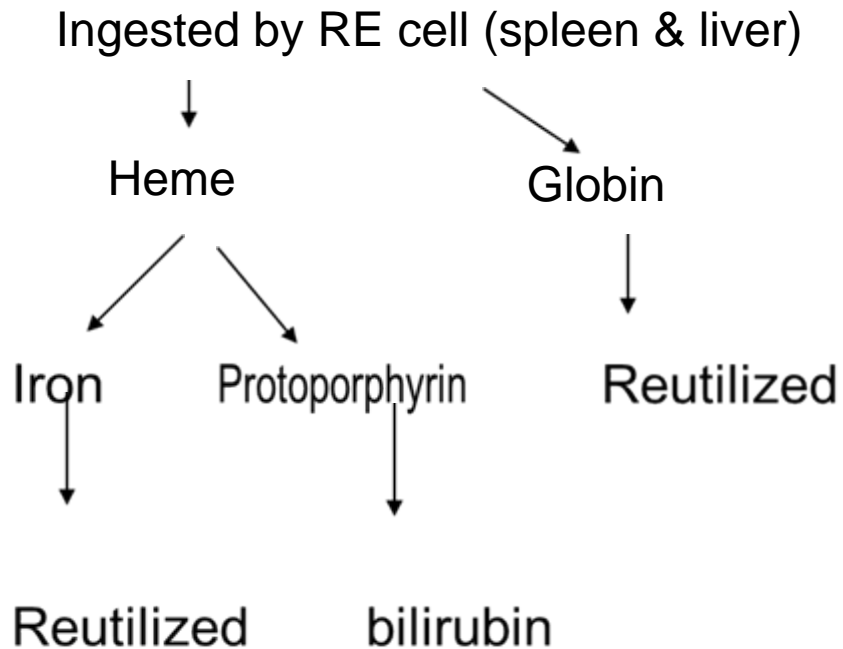 Ingested by RE cell (spleen & liver)
Heme
Globin
Iron
Protoporphyrin
Reutilized
Reutilized
bilirubin